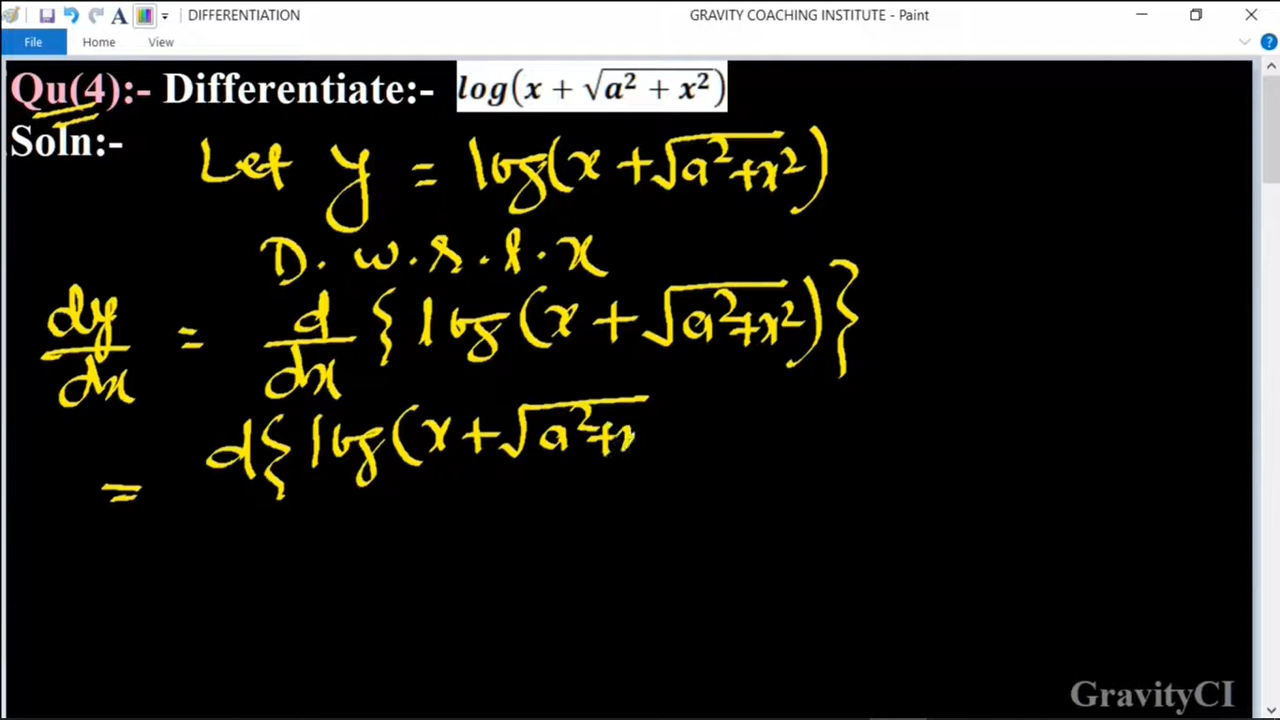 DIFFERENTIATION
GRAVITY COACHING INSTITUTE - Paint
File Home View
Qu(4):- Differentiate:- log(x + √a² + x²)
Soln:-
Let y = log(x + √a²+x²)
D. w. r. t. x
dy/dx = d/dx {log(x + √a²+x²)}
= d{log(x+√a²+x
GravityCI